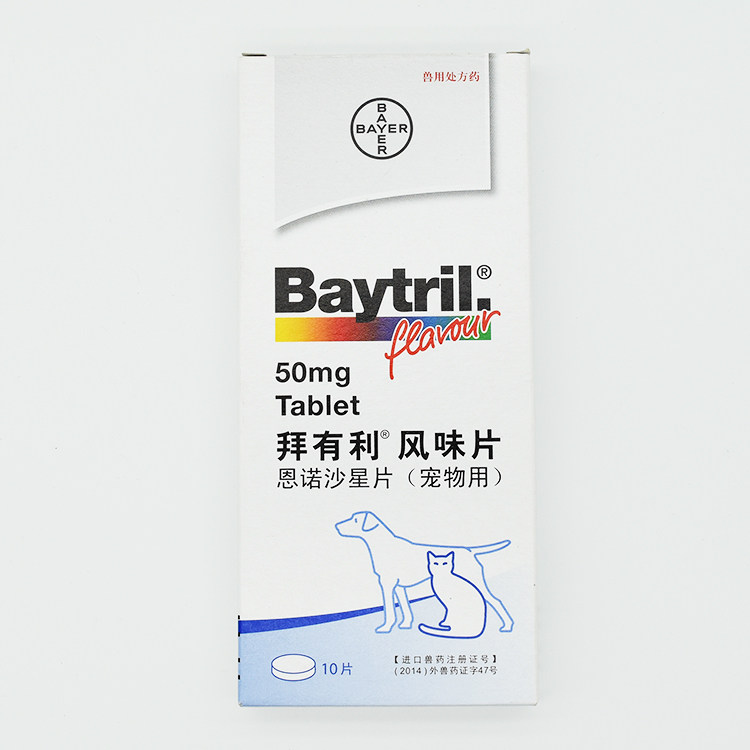 兽用处方药
BAYER
BAYER
Baytril.®
flavour
50mg
Tablet
拜有利® 风味片
恩诺沙星片（宠物用）
10片
【进口兽药注册证号】
(2014)外兽药证字47号